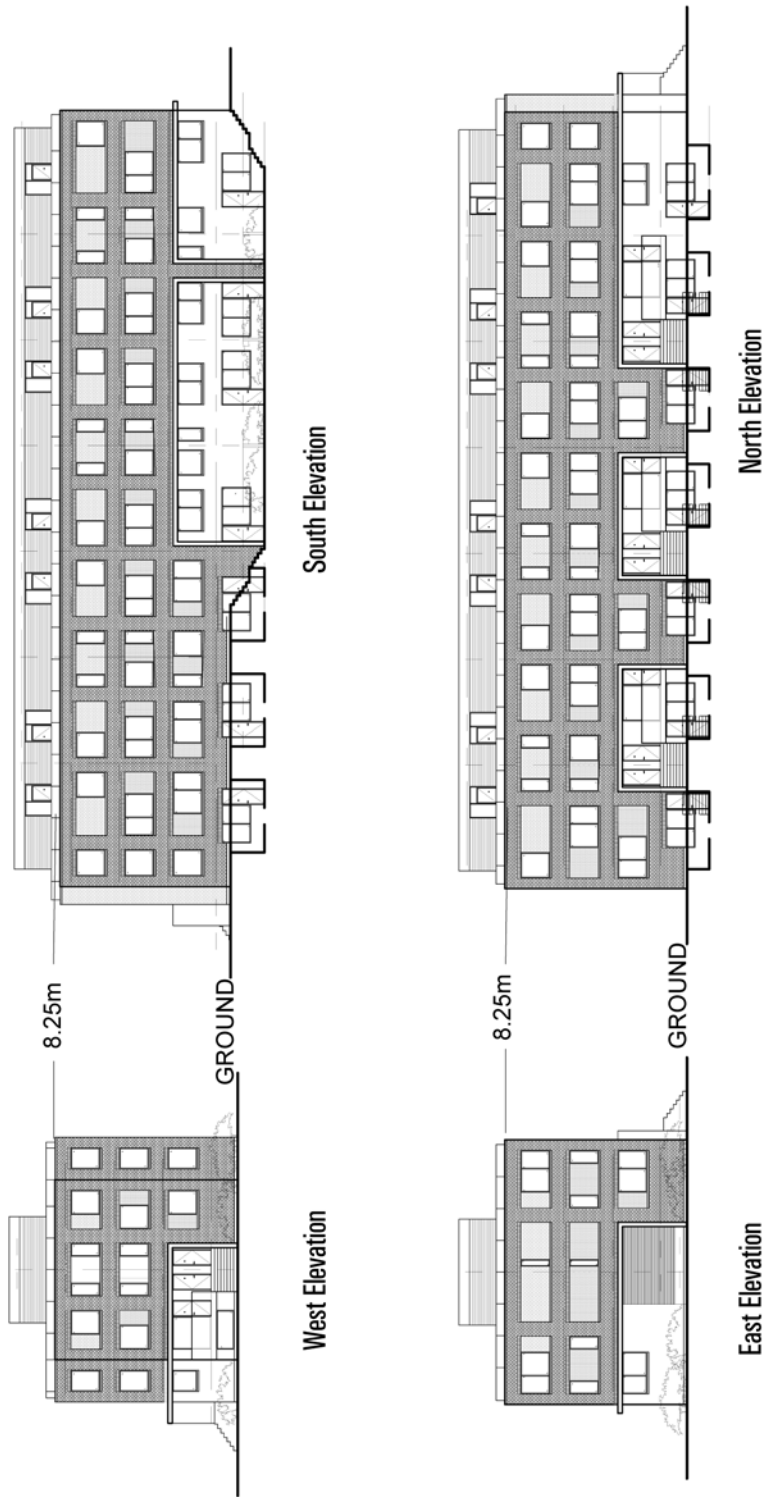 West Elevation
8.25m
GROUND
South Elevation
East Elevation
8.25m
GROUND
North Elevation